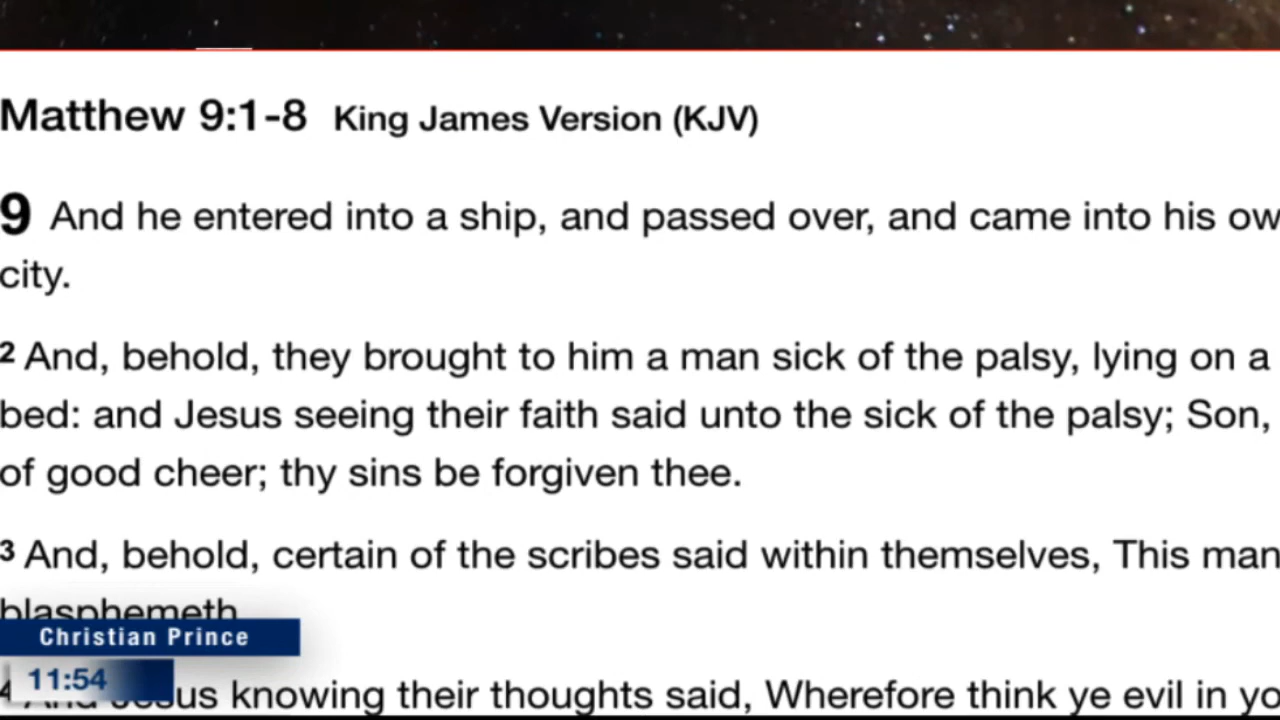 Matthew 9:1-8 King James Version (KJV)
9 And he entered into a ship, and passed over, and came into his ow
city.
2 And, behold, they brought to him a man sick of the palsy, lying on a
bed: and Jesus seeing their faith said unto the sick of the palsy; Son,
of good cheer; thy sins be forgiven thee.
3 And, behold, certain of the scribes said within themselves, This man
blasphemeth
Christian Prince
11:54
4 And Jesus knowing their thoughts said, Wherefore think ye evil in yo